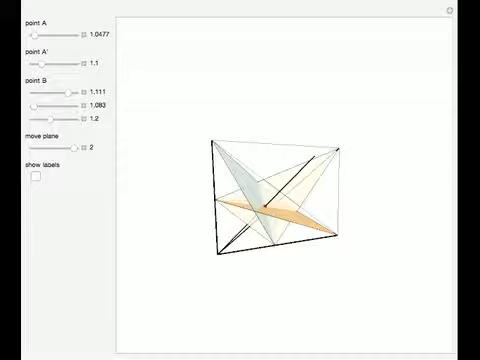 point A
1.0477
point A'
1.1
point B
1.111
1.083
1.2
move plane
2
show labels